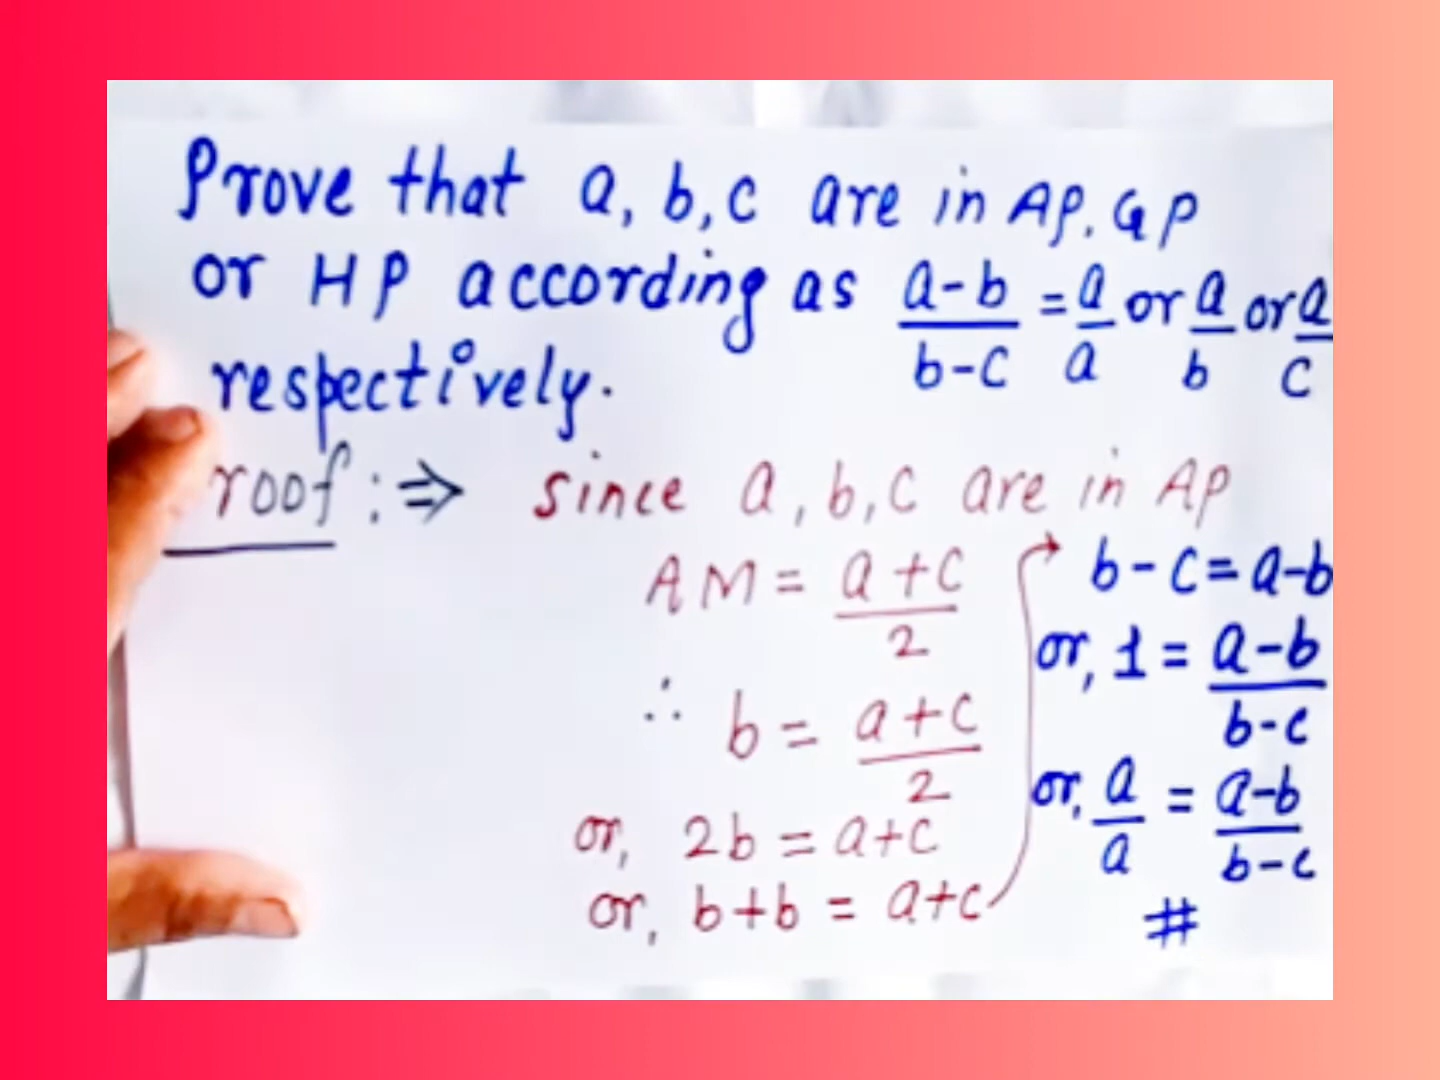 Prove that a, b, c are in AP. GP
or HP according as (a-b)/(b-c) = a/a or a/b or a/c
respectively.
roof :⇒ since a, b, c are in AP
AM = (a+c)/2
∴ b = (a+c)/2
or, 2b = a+c
or, b+b = a+c
b-c = a-b
or, 1 = (a-b)/(b-c)
or, a/a = (a-b)/(b-c)
#